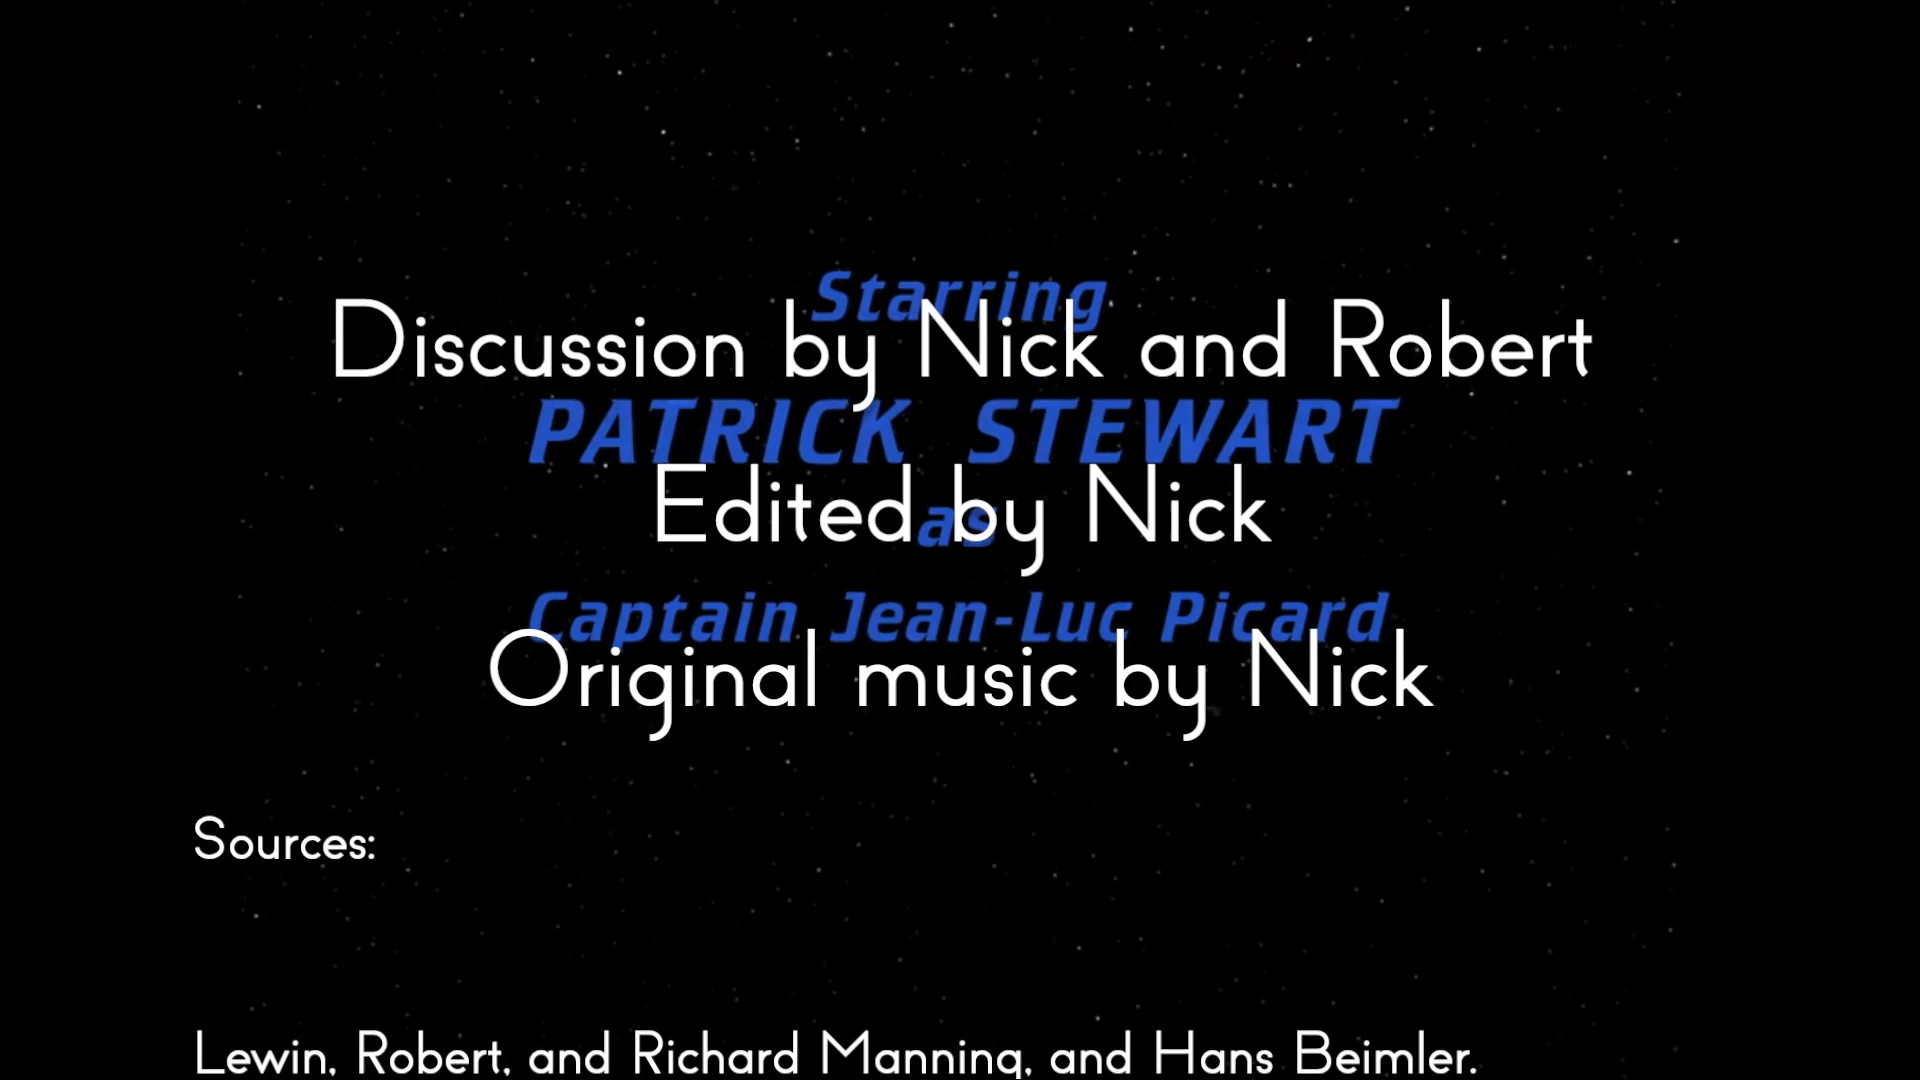 Starring
Discussion by Nick and Robert
PATRICK STEWART
Edited by Nick
as
Captain Jean-Luc Picard
Original music by Nick
Sources:
Lewin, Robert, and Richard Manning, and Hans Beimler.